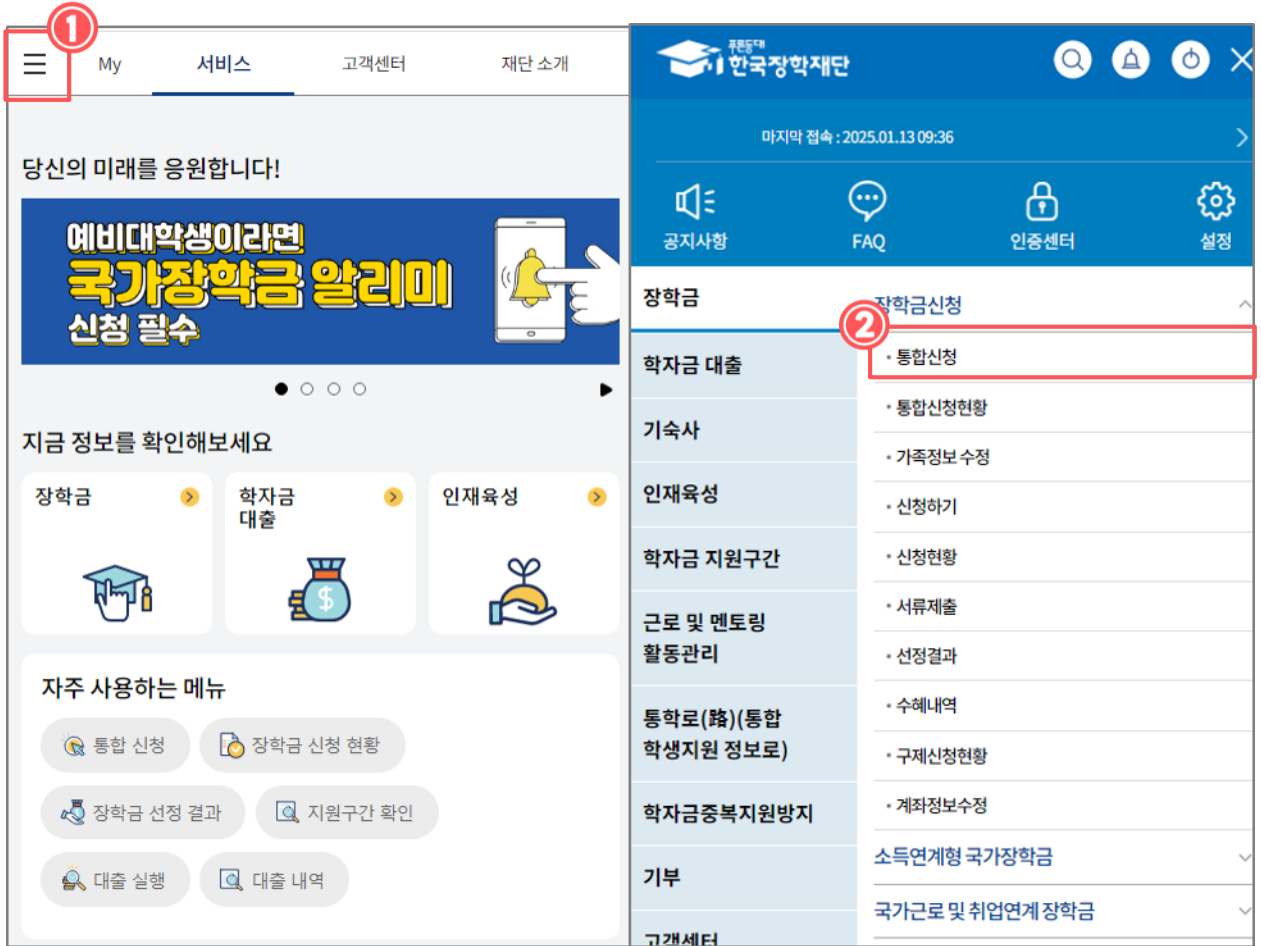 ①
My 서비스 고객센터 재단 소개
당신의 미래를 응원합니다!
예비대학생이라면
국가장학금 알리미
신청 필수
지금 정보를 확인해보세요
장학금
학자금
대출
인재육성
$
자주 사용하는 메뉴
통합 신청
장학금 신청 현황
장학금 선정 결과
지원구간 확인
대출 실행
대출 내역
푸른등대
한국장학재단
마지막 접속 : 2025.01.13 09:36
공지사항 FAQ 인증센터 설정
장학금
학자금 대출
기숙사
인재육성
학자금 지원구간
근로 및 멘토링
활동관리
통학로(路)(통합
학생지원 정보로)
학자금중복지원방지
기부
고객센터
장학금신청
②
• 통합신청
• 통합신청현황
• 가족정보 수정
• 신청하기
• 신청현황
• 서류제출
• 선정결과
• 수혜내역
• 구제신청현황
• 계좌정보수정
소득연계형 국가장학금
국가근로 및 취업연계 장학금